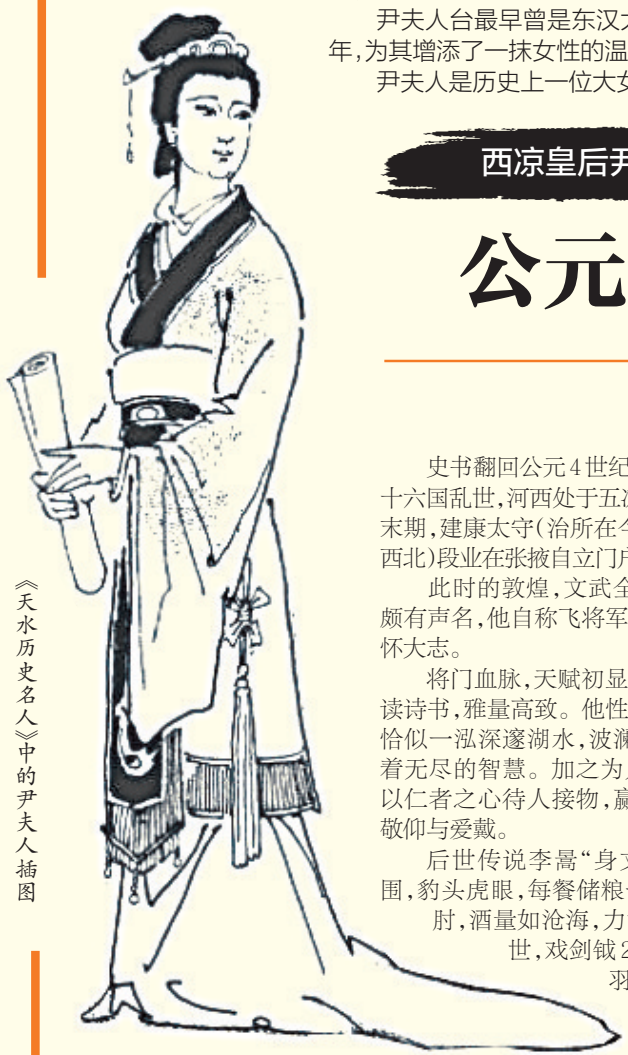 尹夫人台最早曾是东汉
年,为其增添了一抹女性的温
尹夫人是历史上一位大女
西凉皇后尹
公元
史书翻回公元4世纪
十六国乱世,河西处于五
末期,建康太守(治所在今
西北)段业在张掖自立门户
此时的敦煌,文武全
颇有声名,他自称飞将军
怀大志。
将门血脉,天赋初显
读诗书,雅量高致。他性
恰似一泓深邃湖水,波澜
着无尽的智慧。加之为人
以仁者之心待人接物,赢
敬仰与爱戴。
后世传说李暠“身
围,豹头虎眼,每餐储粮
肘,酒量如沧海,力
世,戏剑钺2
羽
《天水历史名人》中的尹夫人插图